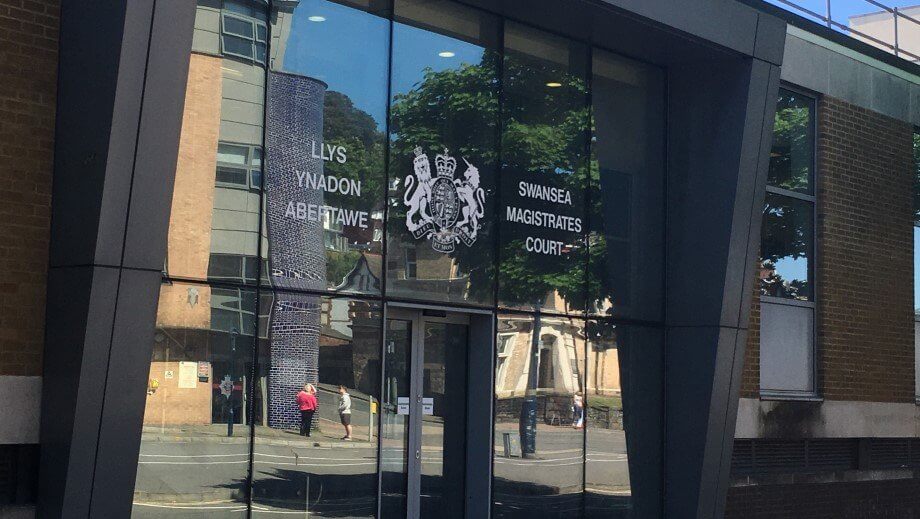 LLYS
YNADON
ABERTAWE
SWANSEA
MAGISTRATES
COURT